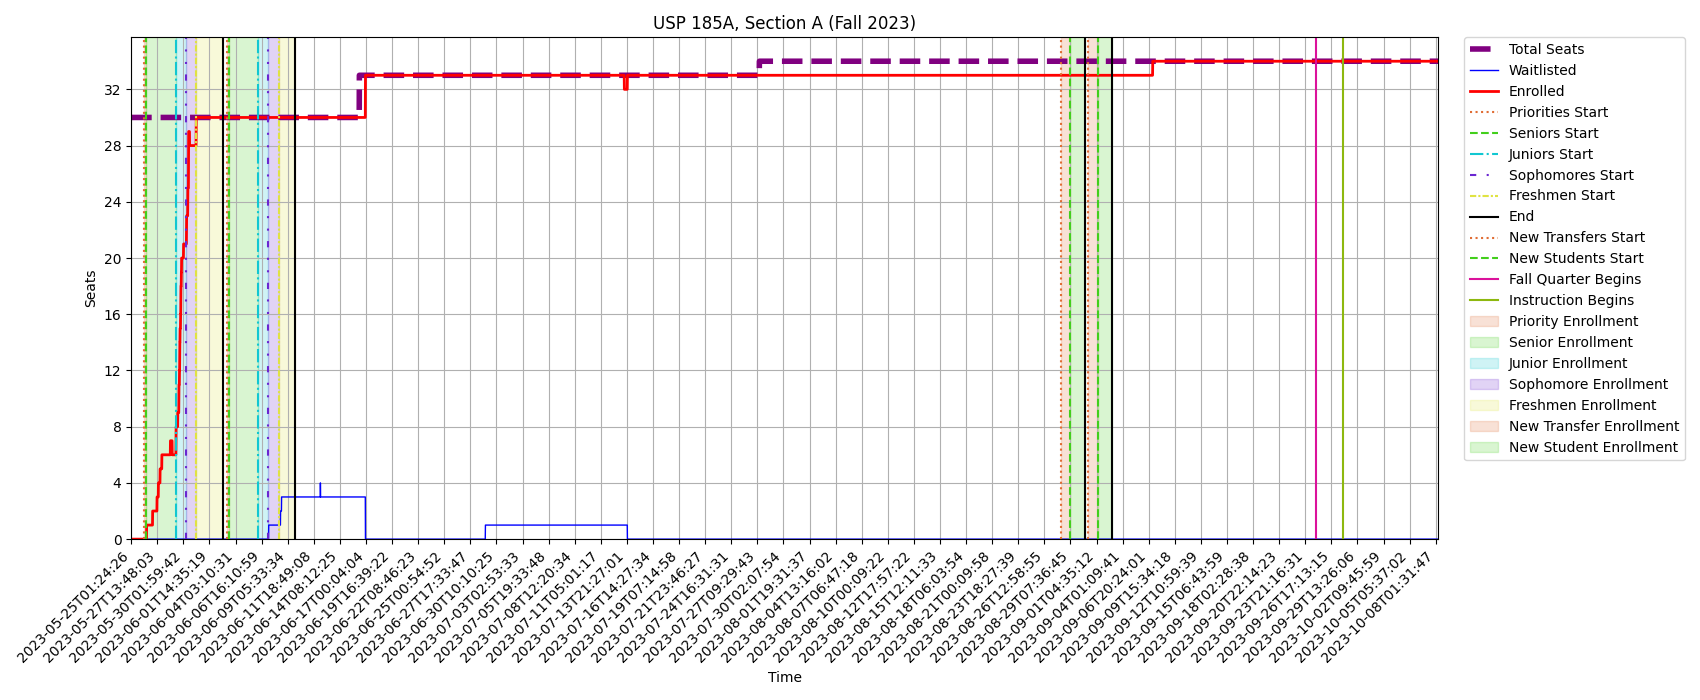 USP 185A, Section A (Fall 2023)
Total Seats
Waitlisted
Enrolled
Priorities Start
Seniors Start
Juniors Start
Sophomores Start
Freshmen Start
End
New Transfers Start
New Students Start
Fall Quarter Begins
Instruction Begins
Priority Enrollment
Senior Enrollment
Junior Enrollment
Sophomore Enrollment
Freshmen Enrollment
New Transfer Enrollment
New Student Enrollment
Seats
32
28
24
20
16
12
8
4
0
2023-05-25T01:24:26
2023-05-27T13:48:03
2023-05-30T01:59:42
2023-06-01T14:35:19
2023-06-04T03:10:31
2023-06-06T16:10:59
2023-06-09T05:33:34
2023-06-11T18:49:08
2023-06-14T08:12:25
2023-06-17T00:04:04
2023-06-19T16:39:22
2023-06-22T08:46:23
2023-06-25T00:54:52
2023-06-27T17:33:47
2023-06-30T10:10:25
2023-07-03T02:53:33
2023-07-05T19:33:48
2023-07-08T12:20:34
2023-07-11T05:01:17
2023-07-13T21:27:01
2023-07-16T14:27:34
2023-07-19T07:14:58
2023-07-21T23:46:27
2023-07-24T16:31:31
2023-07-27T09:29:43
2023-07-30T02:07:54
2023-08-01T19:31:37
2023-08-04T13:16:02
2023-08-07T06:47:18
2023-08-10T00:09:22
2023-08-12T17:57:22
2023-08-15T12:11:33
2023-08-18T06:03:54
2023-08-21T00:09:58
2023-08-23T18:27:39
2023-08-26T12:58:55
2023-08-29T07:36:45
2023-09-01T04:35:12
2023-09-04T01:09:41
2023-09-06T20:24:01
2023-09-09T15:34:18
2023-09-12T10:59:39
2023-09-15T06:43:59
2023-09-18T02:28:38
2023-09-20T22:14:23
2023-09-23T21:16:31
2023-09-26T17:13:15
2023-09-29T13:26:06
2023-10-02T09:45:59
2023-10-05T05:37:02
2023-10-08T01:31:47
Time